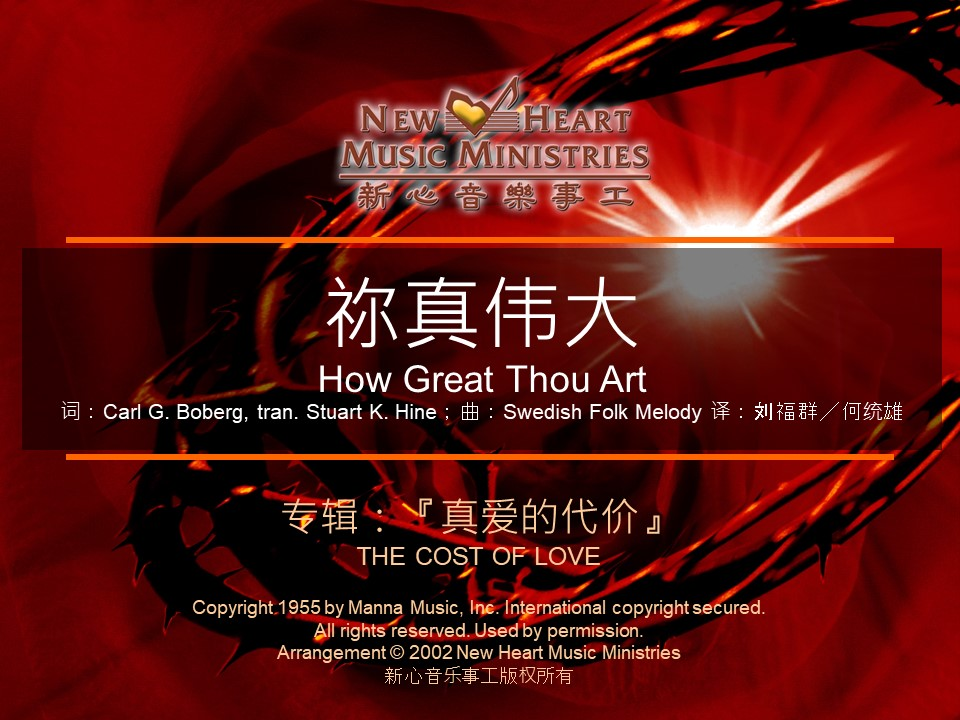 NEW HEART
MUSIC MINISTRIES
新心音樂事工
祢真伟大
How Great Thou Art
词：Carl G. Boberg, tran. Stuart K. Hine；曲：Swedish Folk Melody 译：刘福群／何统雄
专辑：『真爱的代价』
THE COST OF LOVE
Copyright 1955 by Manna Music, Inc. International copyright secured.
All rights reserved. Used by permission.
Arrangement © 2002 New Heart Music Ministries
新心音乐事工版权所有